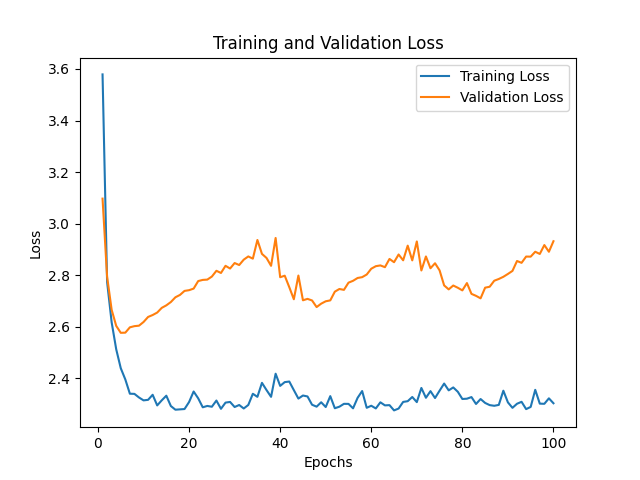 Training and Validation Loss
Training Loss
Validation Loss
3.6
3.4
3.2
3.0
2.8
2.6
2.4
Loss
0
20
40
60
80
100
Epochs